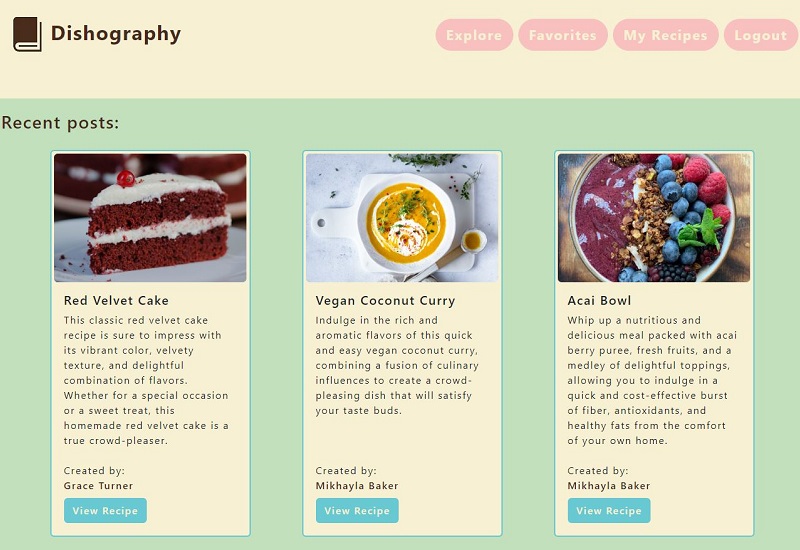 Dishography
Explore Favorites My Recipes Logout
Recent posts:
Red Velvet Cake
This classic red velvet cake
recipe is sure to impress with
its vibrant color, velvety
texture, and delightful
combination of flavors.
Whether for a special occasion
or a sweet treat, this
homemade red velvet cake is a
true crowd-pleaser.
Created by:
Grace Turner
View Recipe
Vegan Coconut Curry
Indulge in the rich and
aromatic flavors of this quick
and easy vegan coconut curry,
combining a fusion of culinary
influences to create a crowd-
pleasing dish that will satisfy
your taste buds.
Created by:
Mikhayla Baker
View Recipe
Acai Bowl
Whip up a nutritious and
delicious meal packed with acai
berry puree, fresh fruits, and a
medley of delightful toppings,
allowing you to indulge in a
quick and cost-effective burst
of fiber, antioxidants, and
healthy fats from the comfort
of your own home.
Created by:
Mikhayla Baker
View Recipe